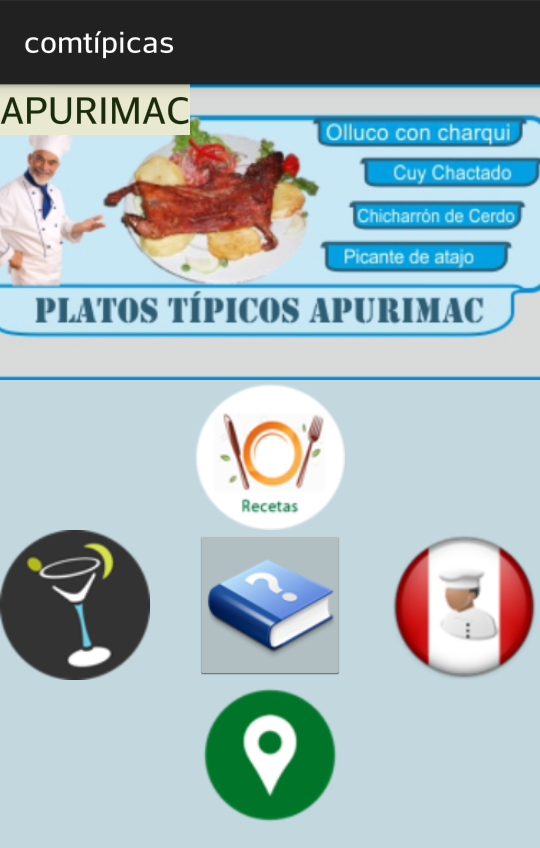 comtípicas
APURIMAC
Olluco con charqui
Cuy Chactado
Chicharrón de Cerdo
Picante de atajo
PLATOS TÍPICOS APURIMAC
Recetas
?